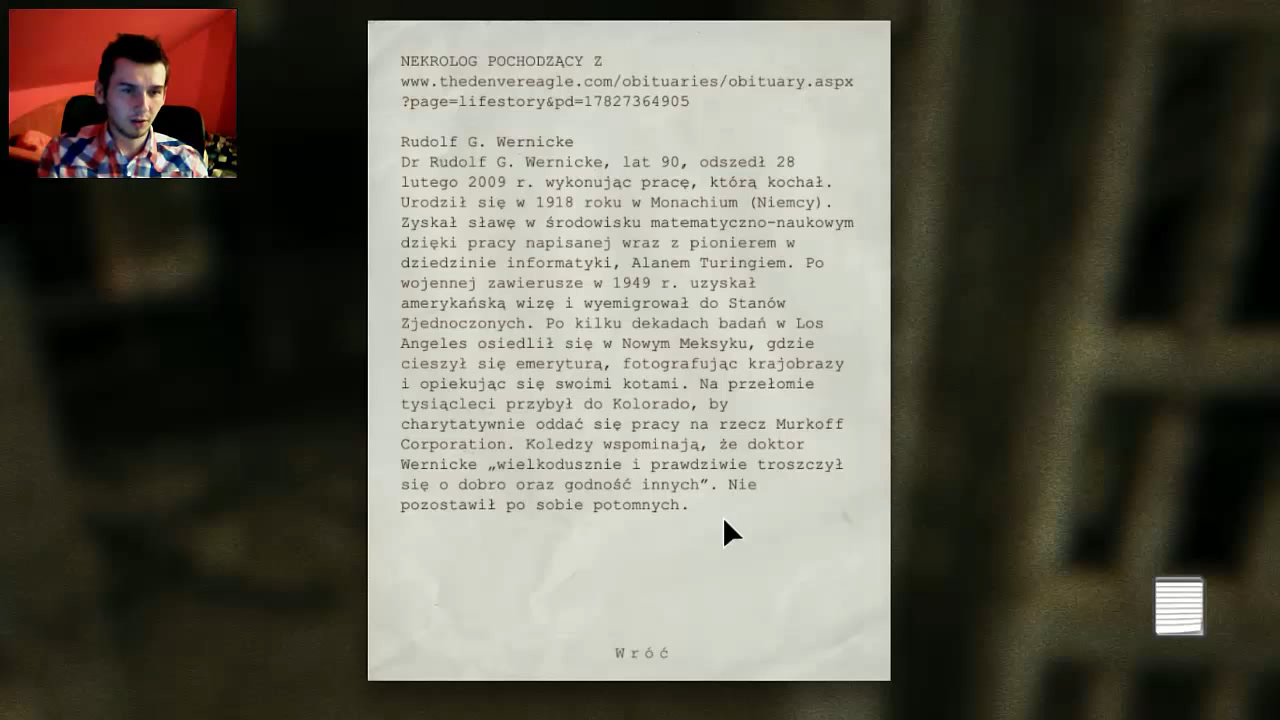 NEKROLOG POCHODZĄCY Z
www.thedenvereagle.com/obituaries/obituary.aspx
?page=lifestory&pd=17827364905
Rudolf G. Wernicke
Dr Rudolf G. Wernicke, lat 90, odszedł 28
lutego 2009 r. wykonując pracę, którą kochał.
Urodził się w 1918 roku w Monachium (Niemcy).
Zyskał sławę w środowisku matematyczno-naukowym
dzięki pracy napisanej wraz z pionierem w
dziedzinie informatyki, Alanem Turingiem. Po
wojennej zawierusze w 1949 r. uzyskał
amerykańską wizę i wyemigrował do Stanów
Zjednoczonych. Po kilku dekadach badań w Los
Angeles osiedlił się w Nowym Meksyku, gdzie
cieszył się emeryturą, fotografując krajobrazy
i opiekując się swoimi kotami. Na przełomie
tysiącleci przybył do Kolorado, by
charytatywnie oddać się pracy na rzecz Murkoff
Corporation. Koledzy wspominają, że doktor
Wernicke „wielkodusznie i prawdziwie troszczył
się o dobro oraz godność innych”. Nie
pozostawił po sobie potomnych.
Wróć